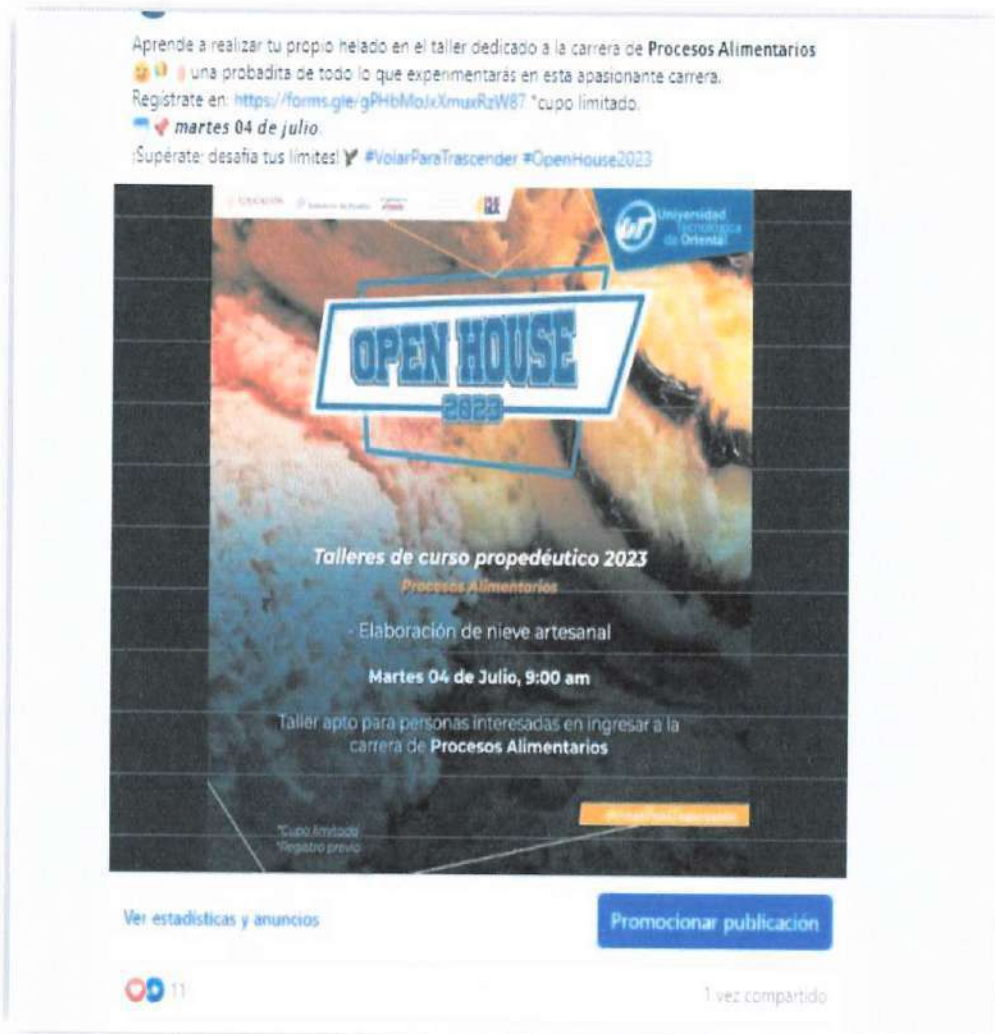 Aprende a realizar tu propio helado en el taller dedicado a la carrera de Procesos Alimentarios
una probadita de todo lo que experimentarás en esta apasionante carrera.
Regístrate en: https://forms.gle/gPHbMoJxXmuxRzW87 *cupo limitado.
martes 04 de julio.
¡Supérate: desafía tus límites! #VolarParaTrascender #OpenHouse2023
EDUCACIÓN
Universidad
Tecnológica
de Oriental
OPEN HOUSE
2023
Talleres de curso propedéutico 2023
Procesos Alimentarios
- Elaboración de nieve artesanal
Martes 04 de Julio, 9:00 am
Taller apto para personas interesadas en ingresar a la
carrera de Procesos Alimentarios
*Cupo limitado
*Registro previo
Ver estadísticas y anuncios
Promocionar publicación
11
1 vez compartido